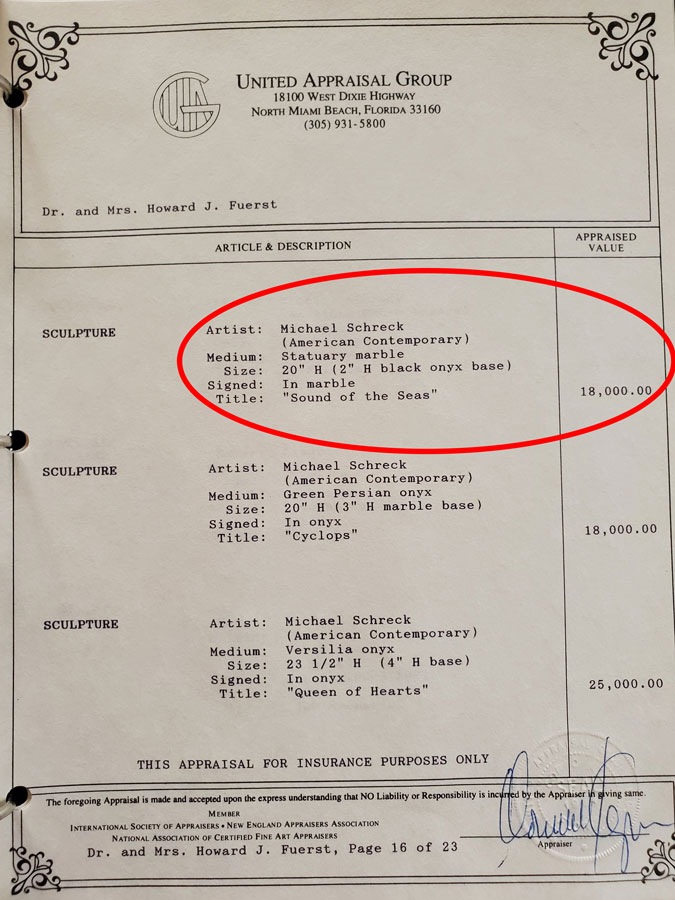 UNITED APPRAISAL GROUP
18100 WEST DIXIE HIGHWAY
NORTH MIAMI BEACH, FLORIDA 33160
(305) 931-5800
Dr. and Mrs. Howard J. Fuerst
ARTICLE & DESCRIPTION
APPRAISED
VALUE
SCULPTURE
Artist: Michael Schreck
(American Contemporary)
Medium: Statuary marble
Size: 20" H (2" H black onyx base)
Signed: In marble
Title: "Sound of the Seas"
18,000.00
SCULPTURE
Artist: Michael Schreck
(American Contemporary)
Medium: Green Persian onyx
Size: 20" H (3" H marble base)
Signed: In onyx
Title: "Cyclops"
18,000.00
SCULPTURE
Artist: Michael Schreck
(American Contemporary)
Medium: Versilia onyx
Size: 23 1/2" H (4" H base)
Signed: In onyx
Title: "Queen of Hearts"
25,000.00
THIS APPRAISAL FOR INSURANCE PURPOSES ONLY
The foregoing Appraisal is made and accepted upon the express understanding that NO Liability or Responsibility is incurred by the Appraiser in giving same.
MEMBER
INTERNATIONAL SOCIETY OF APPRAISERS • NEW ENGLAND APPRAISERS ASSOCIATION
NATIONAL ASSOCIATION OF CERTIFIED FINE ART APPRAISERS
Appraiser
Dr. and Mrs. Howard J. Fuerst, Page 16 of 23